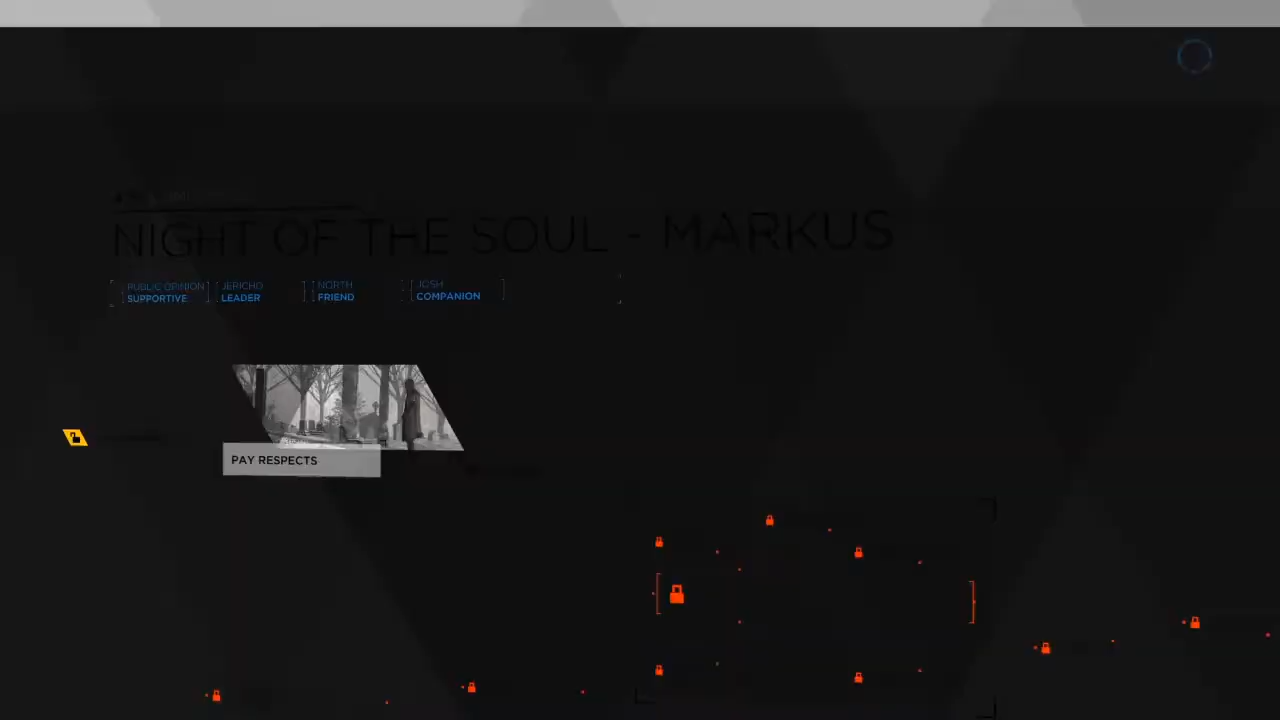 NIGHT OF THE SOUL - MARKUS
PUBLIC OPINION
SUPPORTIVE
JERICHO
LEADER
NORTH
FRIEND
JOSH
COMPANION
PAY RESPECTS